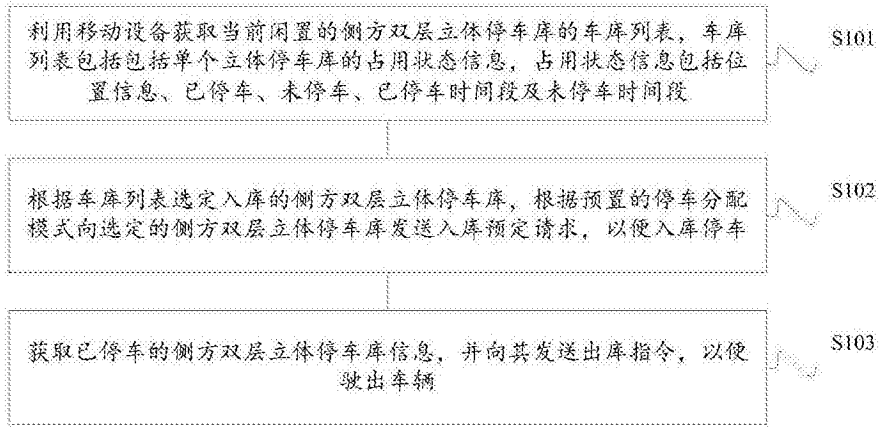 利用移动设备获取当前闲置的侧方双层立体停车库的车库列表，车库
列表包括包括单个立体停车库的占用状态信息，占用状态信息包括位
置信息、已停车、未停车、已停车时间段及未停车时间段
S101
根据车库列表选定入库的侧方双层立体停车库，根据预置的停车分配
模式向选定的侧方双层立体停车库发送入库预定请求，以便入库停车
S102
获取已停车的侧方双层立体停车库信息，并向其发送出库指令，以便
驶出车辆
S103